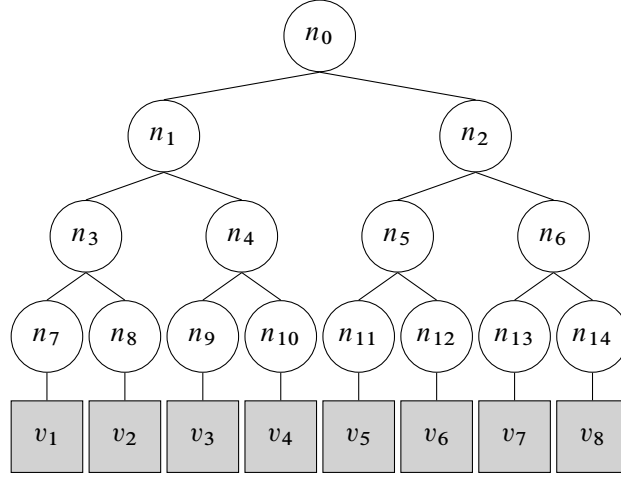 n₀
n₁ n₂
n₃ n₄ n₅ n₆
n₇ n₈ n₉ n₁₀ n₁₁ n₁₂ n₁₃ n₁₄
v₁ v₂ v₃ v₄ v₅ v₆ v₇ v₈